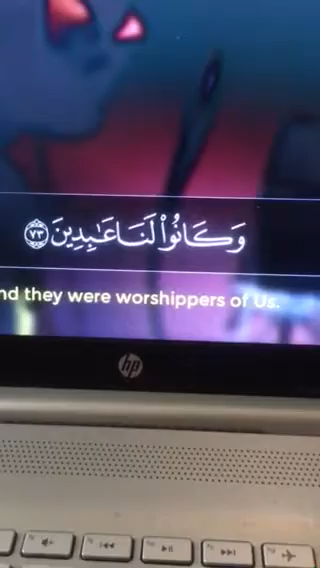 وَكَانُوا۟ لَنَا عَـٰبِدِينَ ٧٣
nd they were worshippers of Us.
hp